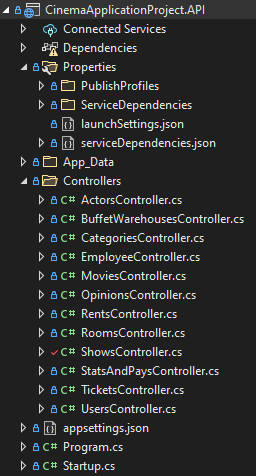 CinemaApplicationProject.API
Connected Services
Dependencies
Properties
PublishProfiles
ServiceDependencies
launchSettings.json
serviceDependencies.json
App_Data
Controllers
C# ActorsController.cs
C# BuffetWarehousesController.cs
C# CategoriesController.cs
C# EmployeeController.cs
C# MoviesController.cs
C# OpinionsController.cs
C# RentsController.cs
C# RoomsController.cs
C# ShowsController.cs
C# StatsAndPaysController.cs
C# TicketsController.cs
C# UsersController.cs
appsettings.json
C# Program.cs
C# Startup.cs